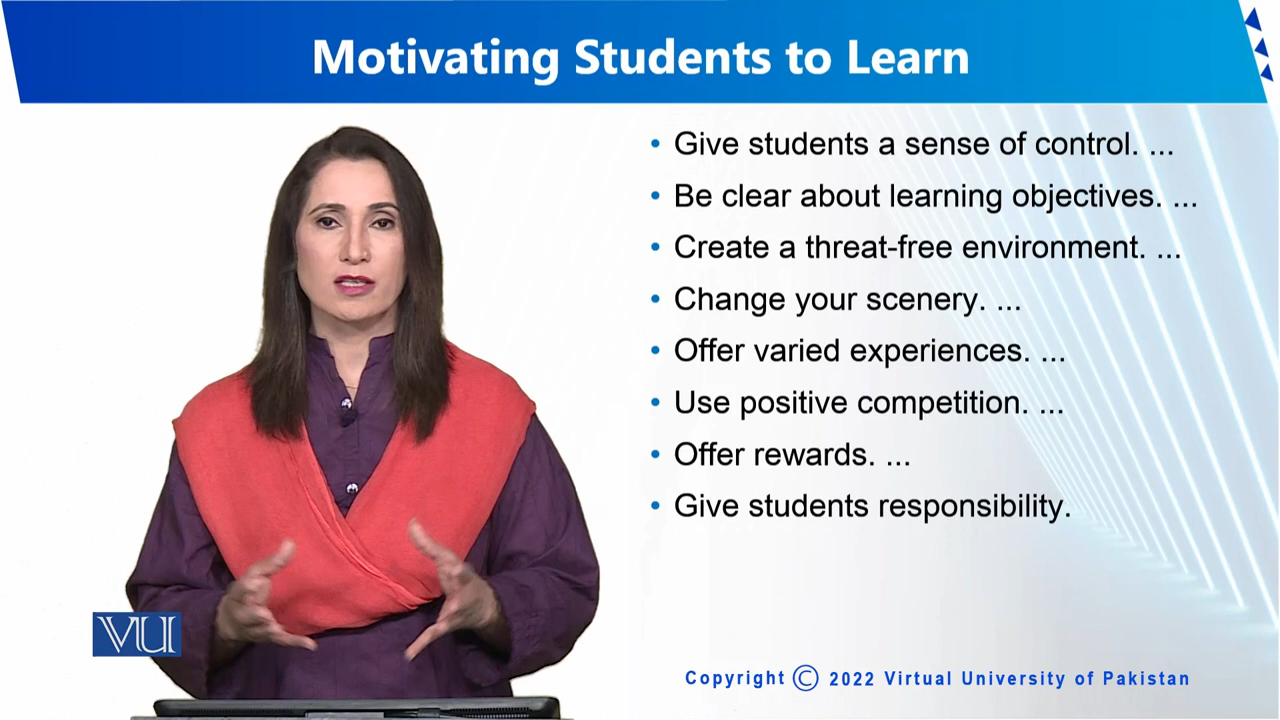 Motivating Students to Learn
• Give students a sense of control. ...
• Be clear about learning objectives. ...
• Create a threat-free environment. ...
• Change your scenery. ...
• Offer varied experiences. ...
• Use positive competition. ...
• Offer rewards. ...
• Give students responsibility.
VU
Copyright © 2022 Virtual University of Pakistan